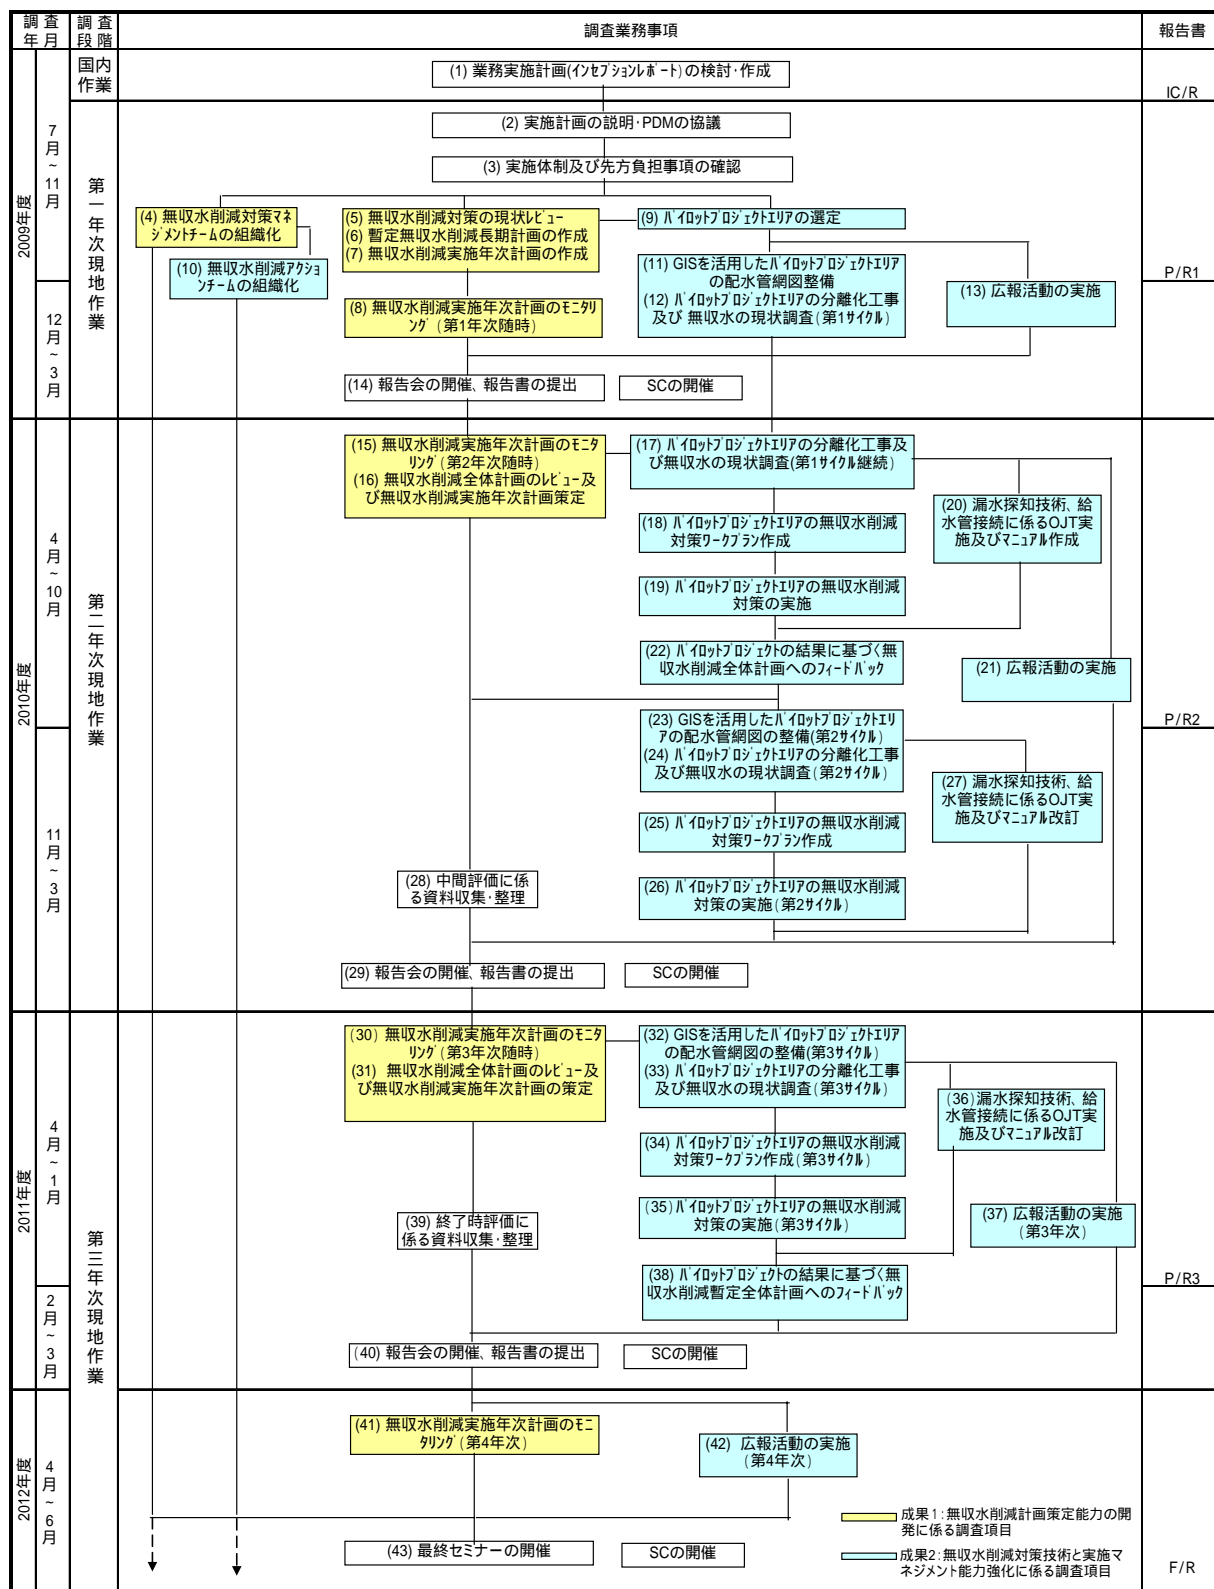 調査年月
調査段階
調査業務事項
報告書
2009年度
7月~11月
12月~3月
国内作業
第一年次現地作業
(1) 業務実施計画(インセプションレポート)の検討・作成
IC/R
(2) 実施計画の説明・PDMの協議
(3) 実施体制及び先方負担事項の確認
(4) 無収水削減対策マネ
ジメントチームの組織化
(5) 無収水削減対策の現状レビュー
(6) 暫定無収水削減長期計画の作成
(7) 無収水削減実施年次計画の作成
(9) パイロットプロジェクトエリアの選定
(10) 無収水削減アクショ
ンチームの組織化
(8) 無収水削減実施年次計画のモニタリ
ング(第1年次随時)
(11) GISを活用したパイロットプロジェクトエリア
の配水管網図整備
(12) パイロットプロジェクトエリアの分離化工事
及び 無収水の現状調査(第1サイクル)
(13) 広報活動の実施
P/R1
(14) 報告会の開催、報告書の提出
SCの開催
2010年度
4月~10月
11月~3月
第二年次現地作業
(15) 無収水削減実施年次計画のモニタ
リング(第2年次随時)
(16) 無収水削減全体計画のレビュー及
び無収水削減実施年次計画策定
(17) パイロットプロジェクトエリアの分離化工事及
び無収水の現状調査(第1サイクル継続)
(18) パイロットプロジェクトエリアの無収水削減
対策ワークプラン作成
(20) 漏水探知技術、給
水管接続に係るOJT実
施及びマニュアル作成
(19) パイロットプロジェクトエリアの無収水削減
対策の実施
(22) パイロットプロジェクトの結果に基づく無
収水削減全体計画へのフィードバック
(21) 広報活動の実施
P/R2
(23) GISを活用したパイロットプロジェクトエリ
アの配水管網図の整備(第2サイクル)
(24) パイロットプロジェクトエリアの分離化工事
及び無収水の現状調査(第2サイクル)
(27) 漏水探知技術、給
水管接続に係るOJT実
施及びマニュアル改訂
(25) パイロットプロジェクトエリアの無収水削減
対策ワークプラン作成
(28) 中間評価に係
る資料収集・整理
(26) パイロットプロジェクトエリアの無収水削減
対策の実施(第2サイクル)
(29) 報告会の開催、報告書の提出
SCの開催
2011年度
4月~1月
2月~3月
第三年次現地作業
(30) 無収水削減実施年次計画のモニタ
リング(第3年次随時)
(31) 無収水削減全体計画のレビュー及
び無収水削減実施年次計画の策定
(32) GISを活用したパイロットプロジェクトエリア
の配水管網図の整備(第3サイクル)
(33) パイロットプロジェクトエリアの分離化工事
及び無収水の現状調査(第3サイクル)
(36)漏水探知技術、給
水管接続に係るOJT実
施及びマニュアル改訂
(34) パイロットプロジェクトエリアの無収水削減
対策ワークプラン作成(第3サイクル)
(35)パイロットプロジェクトエリアの無収水削減
対策の実施(第3サイクル)
(37) 広報活動の実施
(第3年次)
(39) 終了時評価に
係る資料収集・整理
(38) パイロットプロジェクトの結果に基づく無
収水削減暫定全体計画へのフィードバック
P/R3
(40) 報告会の開催、報告書の提出
SCの開催
2012年度
4月~6月
(41) 無収水削減実施年次計画のモニ
タリング(第4年次)
(42) 広報活動の実施
(第4年次)
成果1:無収水削減計画策定能力の開
発に係る調査項目
成果2:無収水削減対策技術と実施マ
ネジメント能力強化に係る調査項目
(43) 最終セミナーの開催
SCの開催
F/R